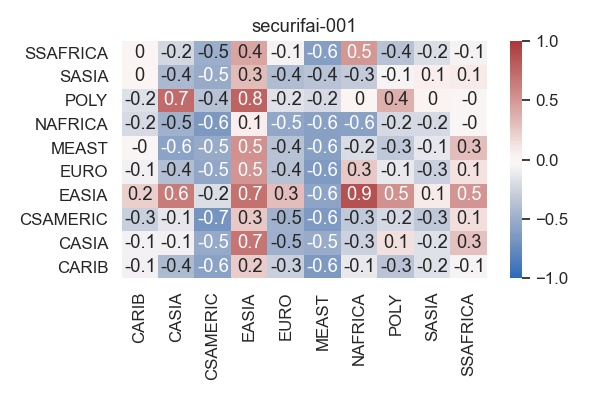 securifai-001
SSAFRICA 0 -0.2 -0.5 0.4 -0.1 -0.6 0.5 -0.4 -0.2 -0.1 1.0
SASIA 0 -0.4 -0.5 0.3 -0.4 -0.4 -0.3 -0.1 0.1 0.1
POLY -0.2 0.7 -0.4 0.8 -0.2 -0.2 0 0.4 0 -0 0.5
NAFRICA -0.2 -0.5 -0.6 0.1 -0.5 -0.6 -0.6 -0.2 -0.2 -0
MEAST -0 -0.6 -0.5 0.5 -0.4 -0.6 -0.2 -0.3 -0.1 0.3 0.0
EURO -0.1 -0.4 -0.5 0.5 -0.4 -0.6 0.3 -0.1 -0.3 0.1
EASIA 0.2 0.6 -0.2 0.7 0.3 -0.6 0.9 0.5 0.1 0.5
CSAMERIC -0.3 -0.1 -0.7 0.3 -0.5 -0.6 -0.3 -0.2 -0.3 0.1 −0.5
CASIA -0.1 -0.1 -0.5 0.7 -0.5 -0.5 -0.3 0.1 -0.2 0.3
CARIB -0.1 -0.4 -0.6 0.2 -0.3 -0.6 -0.1 -0.3 -0.2 -0.1 −1.0
CARIB CASIA CSAMERIC EASIA EURO MEAST NAFRICA POLY SASIA SSAFRICA